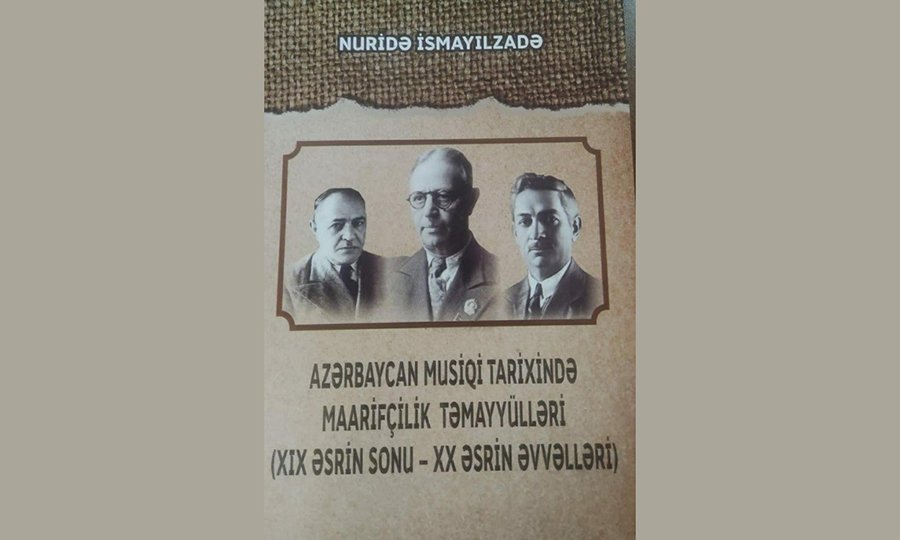 NURİDƏ İSMAYILZADƏ
AZƏRBAYCAN MUSİQİ TARİXİNDƏ
MAARİFÇİLİK TƏMAYYÜLLƏRİ
(XIX ƏSRİN SONU – XX ƏSRİN ƏVVƏLLƏRİ)